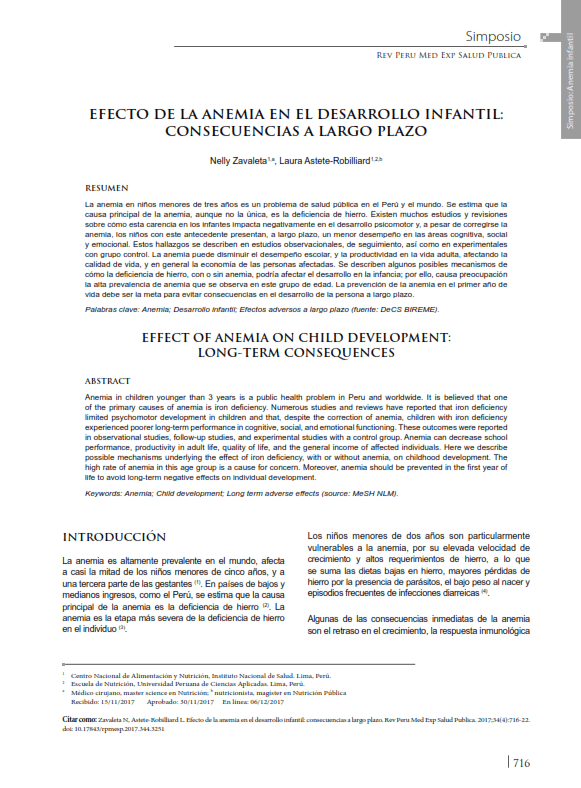 Simposio
REV PERU MED EXP SALUD PUBLICA
Simposio: Anemia infantil
EFECTO DE LA ANEMIA EN EL DESARROLLO INFANTIL:
CONSECUENCIAS A LARGO PLAZO
Nelly Zavaleta1,a, Laura Astete-Robilliard1,2,b
RESUMEN
La anemia en niños menores de tres años es un problema de salud pública en el Perú y el mundo. Se estima que la
causa principal de la anemia, aunque no la única, es la deficiencia de hierro. Existen muchos estudios y revisiones
sobre cómo esta carencia en los infantes impacta negativamente en el desarrollo psicomotor y, a pesar de corregirse la
anemia, los niños con este antecedente presentan, a largo plazo, un menor desempeño en las áreas cognitiva, social
y emocional. Estos hallazgos se describen en estudios observacionales, de seguimiento, así como en experimentales
con grupo control. La anemia puede disminuir el desempeño escolar, y la productividad en la vida adulta, afectando la
calidad de vida, y en general la economía de las personas afectadas. Se describen algunos posibles mecanismos de
cómo la deficiencia de hierro, con o sin anemia, podría afectar el desarrollo en la infancia; por ello, causa preocupación
la alta prevalencia de anemia que se observa en este grupo de edad. La prevención de la anemia en el primer año de
vida debe ser la meta para evitar consecuencias en el desarrollo de la persona a largo plazo.
Palabras clave: Anemia; Desarrollo infantil; Efectos adversos a largo plazo (fuente: DeCS BIREME).
EFFECT OF ANEMIA ON CHILD DEVELOPMENT:
LONG-TERM CONSEQUENCES
ABSTRACT
Anemia in children younger than 3 years is a public health problem in Peru and worldwide. It is believed that one
of the primary causes of anemia is iron deficiency. Numerous studies and reviews have reported that iron deficiency
limited psychomotor development in children and that, despite the correction of anemia, children with iron deficiency
experienced poorer long-term performance in cognitive, social, and emotional functioning. These outcomes were reported
in observational studies, follow-up studies, and experimental studies with a control group. Anemia can decrease school
performance, productivity in adult life, quality of life, and the general income of affected individuals. Here we describe
possible mechanisms underlying the effect of iron deficiency, with or without anemia, on childhood development. The
high rate of anemia in this age group is a cause for concern. Moreover, anemia should be prevented in the first year of
life to avoid long-term negative effects on individual development.
Keywords: Anemia; Child development; Long term adverse effects (source: MeSH NLM).
INTRODUCCIÓN
La anemia es altamente prevalente en el mundo, afecta
a casi la mitad de los niños menores de cinco años, y a
una tercera parte de las gestantes (1). En países de bajos y
medianos ingresos, como el Perú, se estima que la causa
principal de la anemia es la deficiencia de hierro (2). La
anemia es la etapa más severa de la deficiencia de hierro
en el individuo (3).
Los niños menores de dos años son particularmente
vulnerables a la anemia, por su elevada velocidad de
crecimiento y altos requerimientos de hierro, a lo que
se suma las dietas bajas en hierro, mayores pérdidas de
hierro por la presencia de parásitos, el bajo peso al nacer y
episodios frecuentes de infecciones diarreicas (4).
Algunas de las consecuencias inmediatas de la anemia
son el retraso en el crecimiento, la respuesta inmunológica
1 Centro Nacional de Alimentación y Nutrición, Instituto Nacional de Salud. Lima, Perú.
2 Escuela de Nutrición, Universidad Peruana de Ciencias Aplicadas. Lima, Perú.
a Médico cirujano, master science en Nutrición; b nutricionista, magíster en Nutrición Pública
Recibido: 15/11/2017 Aprobado: 30/11/2017 En línea: 06/12/2017
Citar como: Zavaleta N, Astete-Robilliard L. Efecto de la anemia en el desarrollo infantil: consecuencias a largo plazo. Rev Peru Med Exp Salud Publica. 2017;34(4):716-22.
doi: 10.17843/rpmesp.2017.344.3251
716